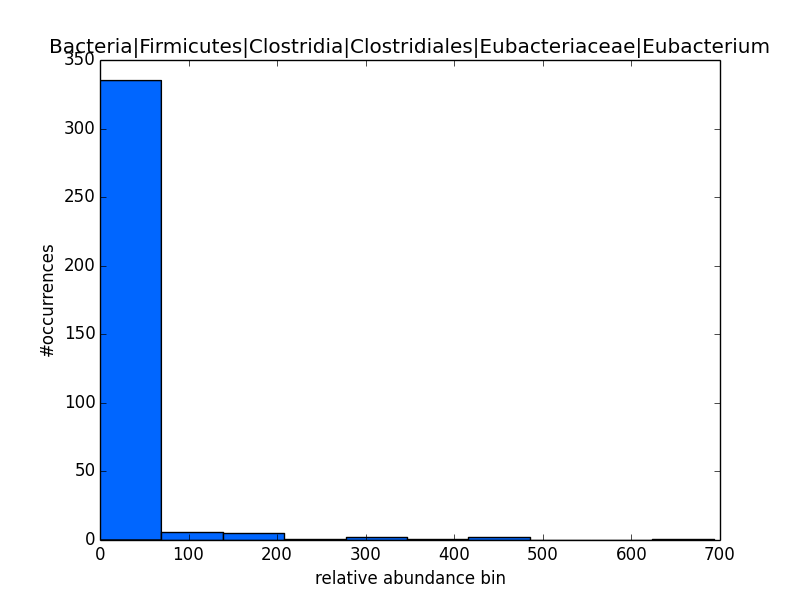 Bacteria|Firmicutes|Clostridia|Clostridiales|Eubacteriaceae|Eubacterium
350
300
250
200
150
100
50
0
#occurrences
0 100 200 300 400 500 600 700
relative abundance bin